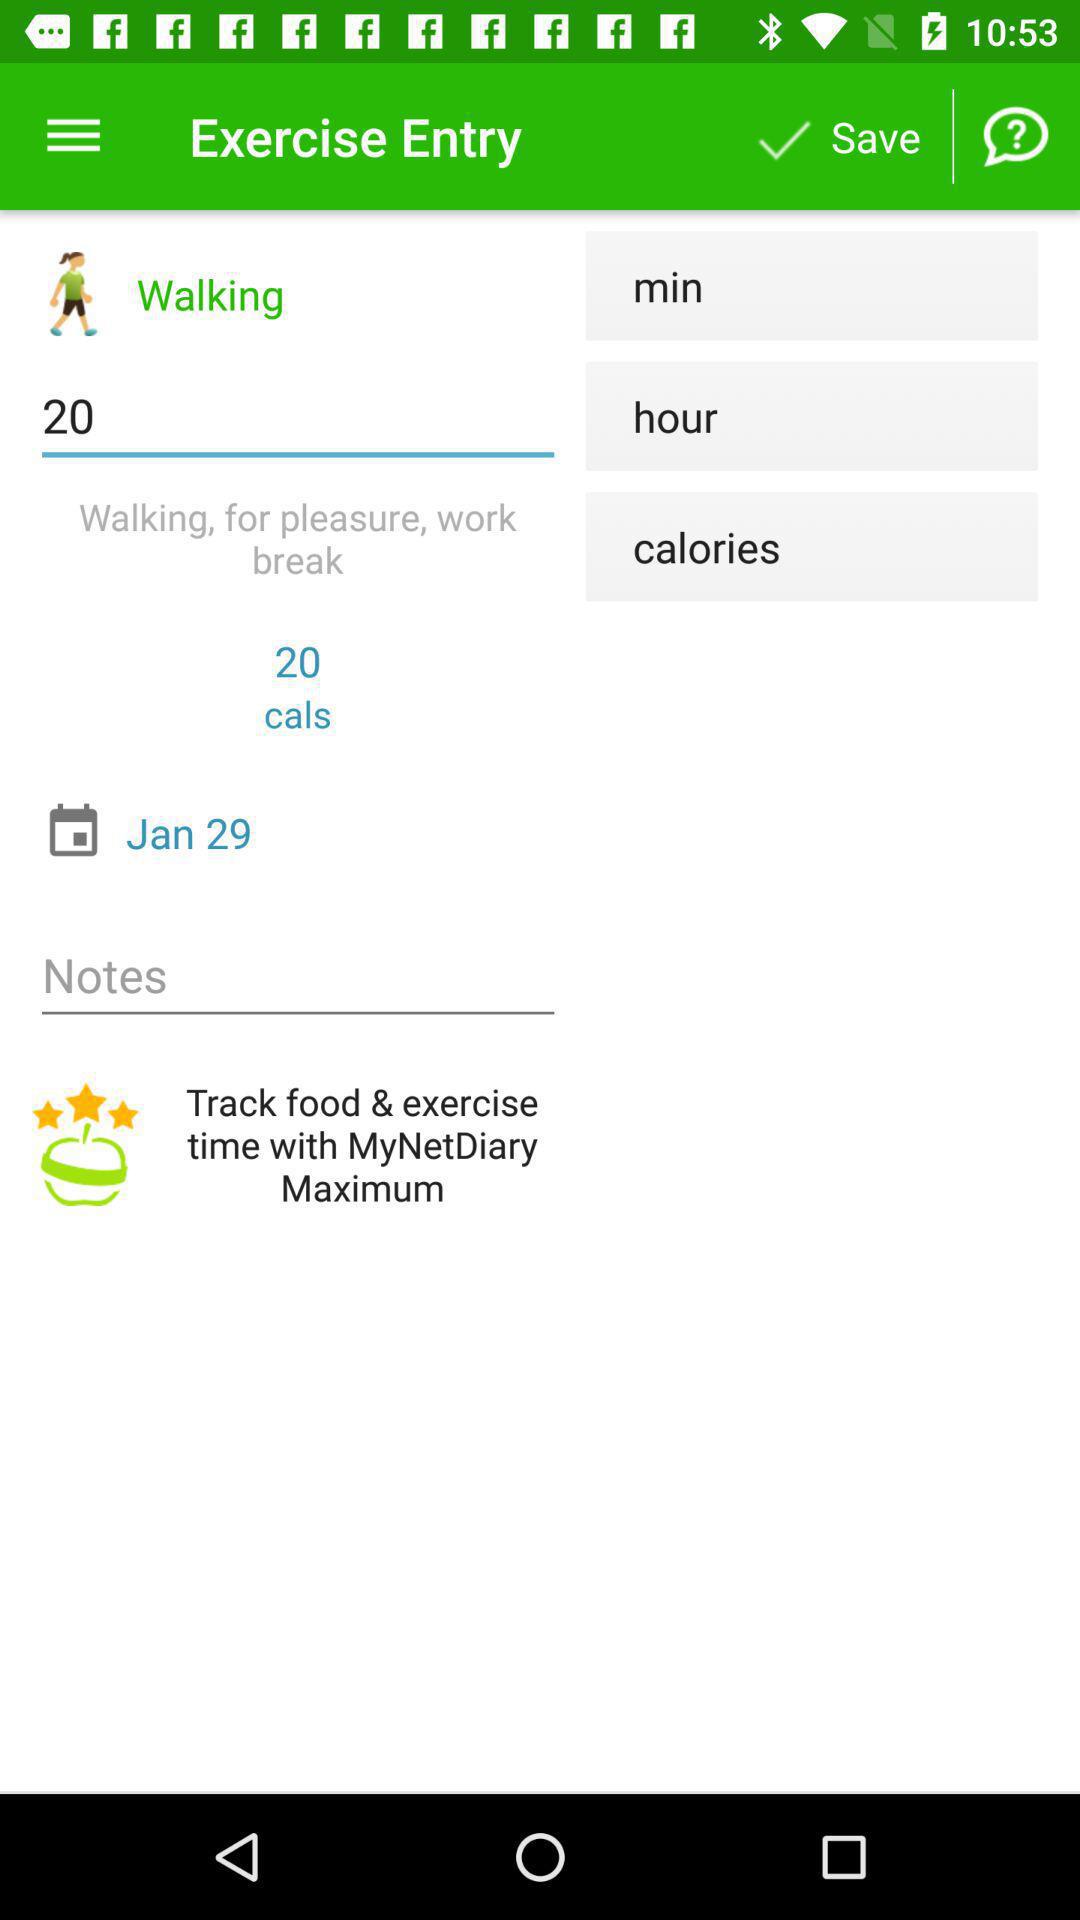 10:53
Exercise Entry
Save
Walking
min
20
hour
Walking, for pleasure, work
break
calories
20
cals
Jan 29
Notes
Track food & exercise
time with MyNetDiary
Maximum